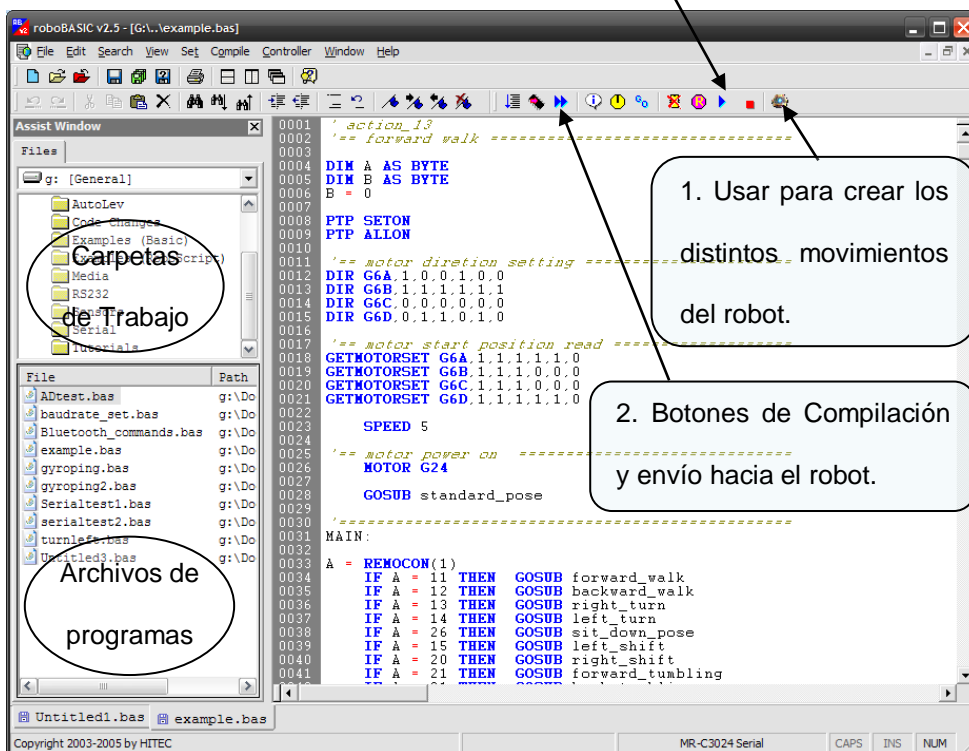 roboBASIC v2.5 - [G:\..\example.bas]
File Edit Search View Set Compile Controller Window Help
Assist Window
Files
g: [General]
AutoLev
Code Changes
Examples (Basic)
Examples (RoboScript)
Media
RS232
Sensors
Serial
Tutorials
Carpetas
de Trabajo
File Path
ADtest.bas g:\Do
baudrate_set.bas g:\Do
Bluetooth_commands.bas g:\Do
example.bas g:\Do
gyroping.bas g:\Do
gyroping2.bas g:\Do
Serialtest1.bas g:\Do
serialtest2.bas g:\Do
turnleft.bas g:\Do
Untitled3.bas g:\Do
Archivos de
programas
0001 ' action_13
0002 '== forward walk ================================
0003
0004 DIM A AS BYTE
0005 DIM B AS BYTE
0006 B = 0
0007
0008 PTP SETON
0009 PTP ALLON
0010
0011 '== motor diretion setting ======================
0012 DIR G6A,1,0,0,1,0,0
0013 DIR G6B,1,1,1,1,1,1
0014 DIR G6C,0,0,0,0,0,0
0015 DIR G6D,0,1,1,0,1,0
0016
0017 '== motor start position read ===================
0018 GETMOTORSET G6A,1,1,1,1,1,0
0019 GETMOTORSET G6B,1,1,1,0,0,0
0020 GETMOTORSET G6C,1,1,1,0,0,0
0021 GETMOTORSET G6D,1,1,1,1,1,0
0022
0023 SPEED 5
0024
0025 '== motor power on =============================
0026 MOTOR G24
0027
0028 GOSUB standard_pose
0029
0030 '================================================
0031 MAIN:
0032
0033 A = REMOCON(1)
0034 IF A = 11 THEN GOSUB forward_walk
0035 IF A = 12 THEN GOSUB backward_walk
0036 IF A = 13 THEN GOSUB right_turn
0037 IF A = 14 THEN GOSUB left_turn
0038 IF A = 26 THEN GOSUB sit_down_pose
0039 IF A = 15 THEN GOSUB left_shift
0040 IF A = 20 THEN GOSUB right_shift
0041 IF A = 21 THEN GOSUB forward_tumbling
1. Usar para crear los
distintos movimientos
del robot.
2. Botones de Compilación
y envío hacia el robot.
Untitled1.bas example.bas
Copyright 2003-2005 by HITEC MR-C3024 Serial CAPS INS NUM